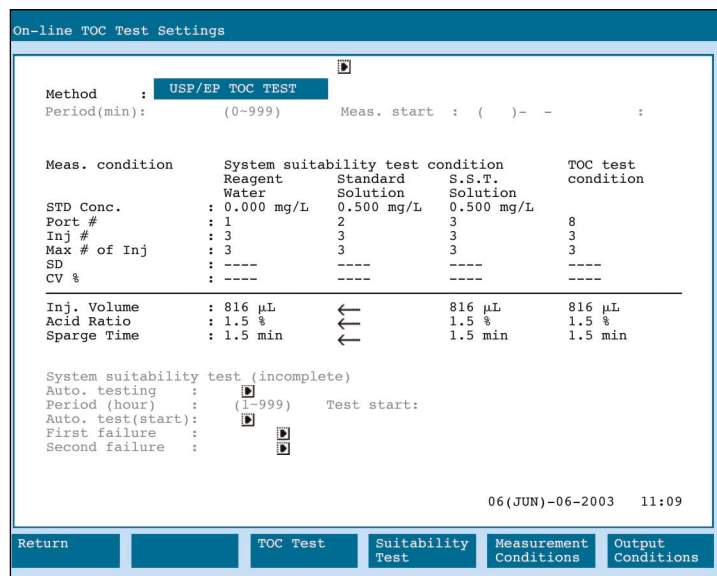 On-line TOC Test Settings
Method : USP/EP TOC TEST
Period(min): (0~999) Meas. start : ( )- - :
Meas. condition System suitability test condition TOC test
Reagent Standard S.S.T. condition
Water Solution Solution
STD Conc. : 0.000 mg/L 0.500 mg/L 0.500 mg/L
Port # : 1 2 3 8
Inj # : 3 3 3 3
Max # of Inj : 3 3 3 3
SD : ---- ---- ---- ----
CV % : ---- ---- ---- ----
Inj. Volume : 816 µL ← 816 µL 816 µL
Acid Ratio : 1.5 % ← 1.5 % 1.5 %
Sparge Time : 1.5 min ← 1.5 min 1.5 min
System suitability test (incomplete)
Auto. testing :
Period (hour) : (1~999) Test start:
Auto. test(start):
First failure :
Second failure :
06(JUN)-06-2003 11:09
Return TOC Test Suitability Measurement Output
Test Conditions Conditions